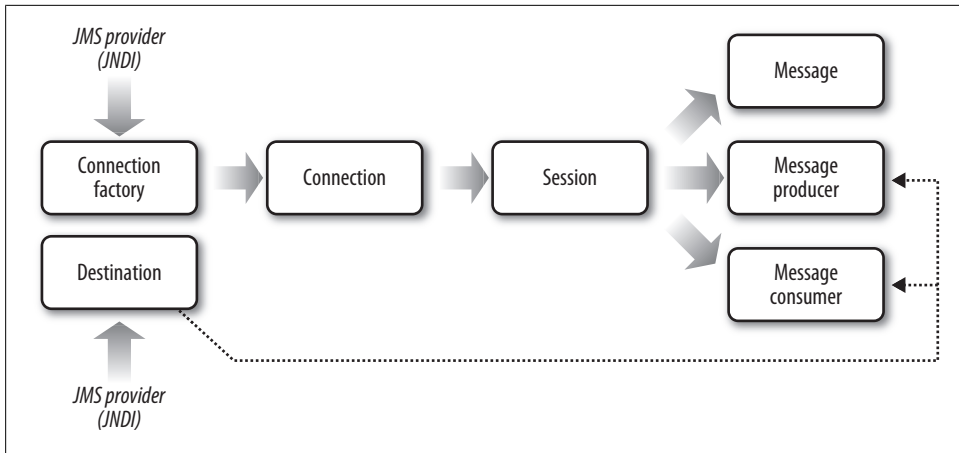 JMS provider
(JNDI)
Message
Connection
factory
Connection
Session
Message
producer
Destination
Message
consumer
JMS provider
(JNDI)